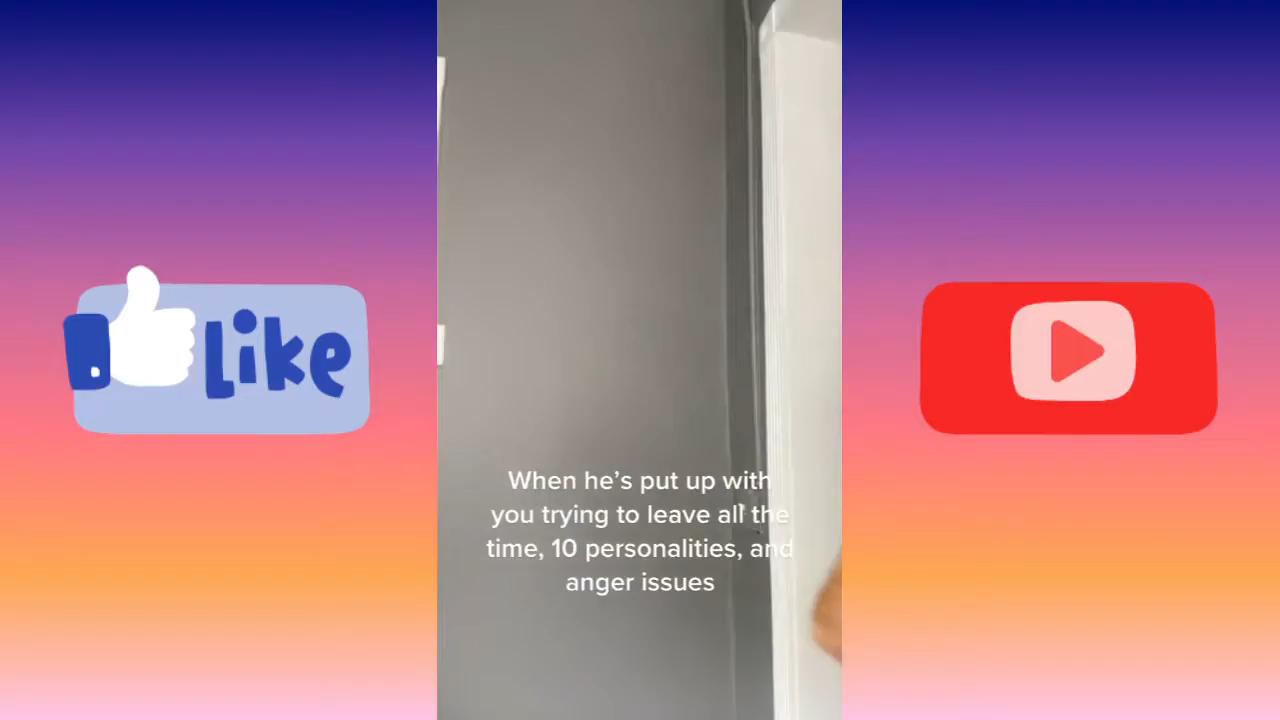 Like
When he’s put up with
you trying to leave all the
time, 10 personalities, and
anger issues